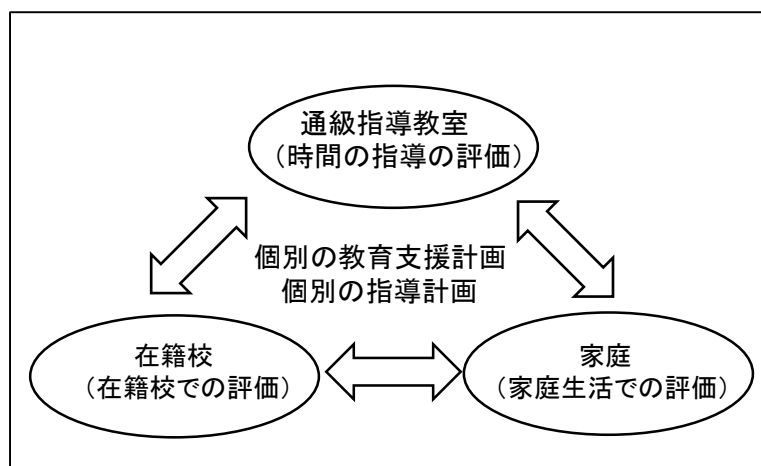 通級指導教室
（時間の指導の評価）
個別の教育支援計画
個別の指導計画
在籍校
（在籍校での評価）
家庭
（家庭生活での評価）